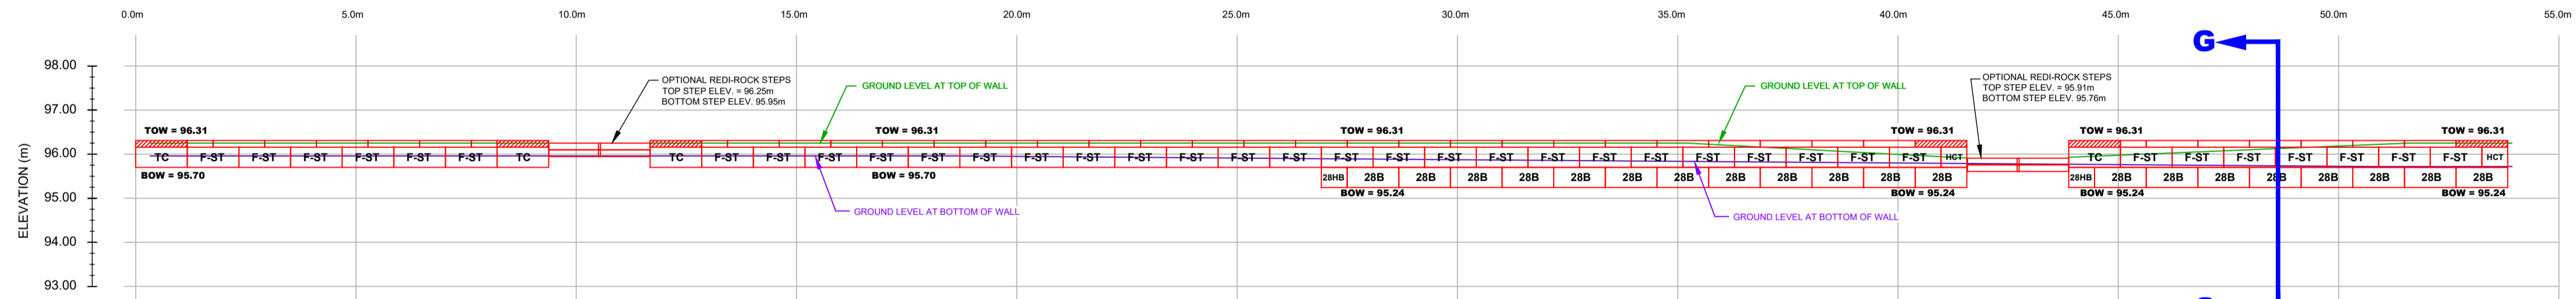 0.0m 5.0m 10.0m 15.0m 20.0m 25.0m 30.0m 35.0m 40.0m 45.0m 50.0m 55.0m
G
98.00
OPTIONAL REDI-ROCK STEPS
TOP STEP ELEV. = 96.25m
BOTTOM STEP ELEV. 95.95m
GROUND LEVEL AT TOP OF WALL
GROUND LEVEL AT TOP OF WALL
OPTIONAL REDI-ROCK STEPS
TOP STEP ELEV. = 95.91m
BOTTOM STEP ELEV. 95.76m
97.00
TOW = 96.31 TOW = 96.31 TOW = 96.31 TOW = 96.31 TOW = 96.31 TOW = 96.31
96.00
TC F-ST F-ST F-ST F-ST F-ST F-ST TC
TC F-ST F-ST F-ST F-ST F-ST F-ST F-ST F-ST F-ST F-ST F-ST F-ST F-ST F-ST F-ST F-ST F-ST F-ST F-ST F-ST F-ST F-ST F-ST F-ST HCT
TC F-ST F-ST F-ST F-ST F-ST F-ST F-ST HCT
BOW = 95.70 BOW = 95.70
28HB 28B 28B 28B 28B 28B 28B 28B 28B 28B 28B 28B 28B
28HB 28B 28B 28B 28B 28B 28B 28B 28B
BOW = 95.24 BOW = 95.24 BOW = 95.24 BOW = 95.24
95.00
GROUND LEVEL AT BOTTOM OF WALL
GROUND LEVEL AT BOTTOM OF WALL
94.00
93.00
ELEVATION (m)